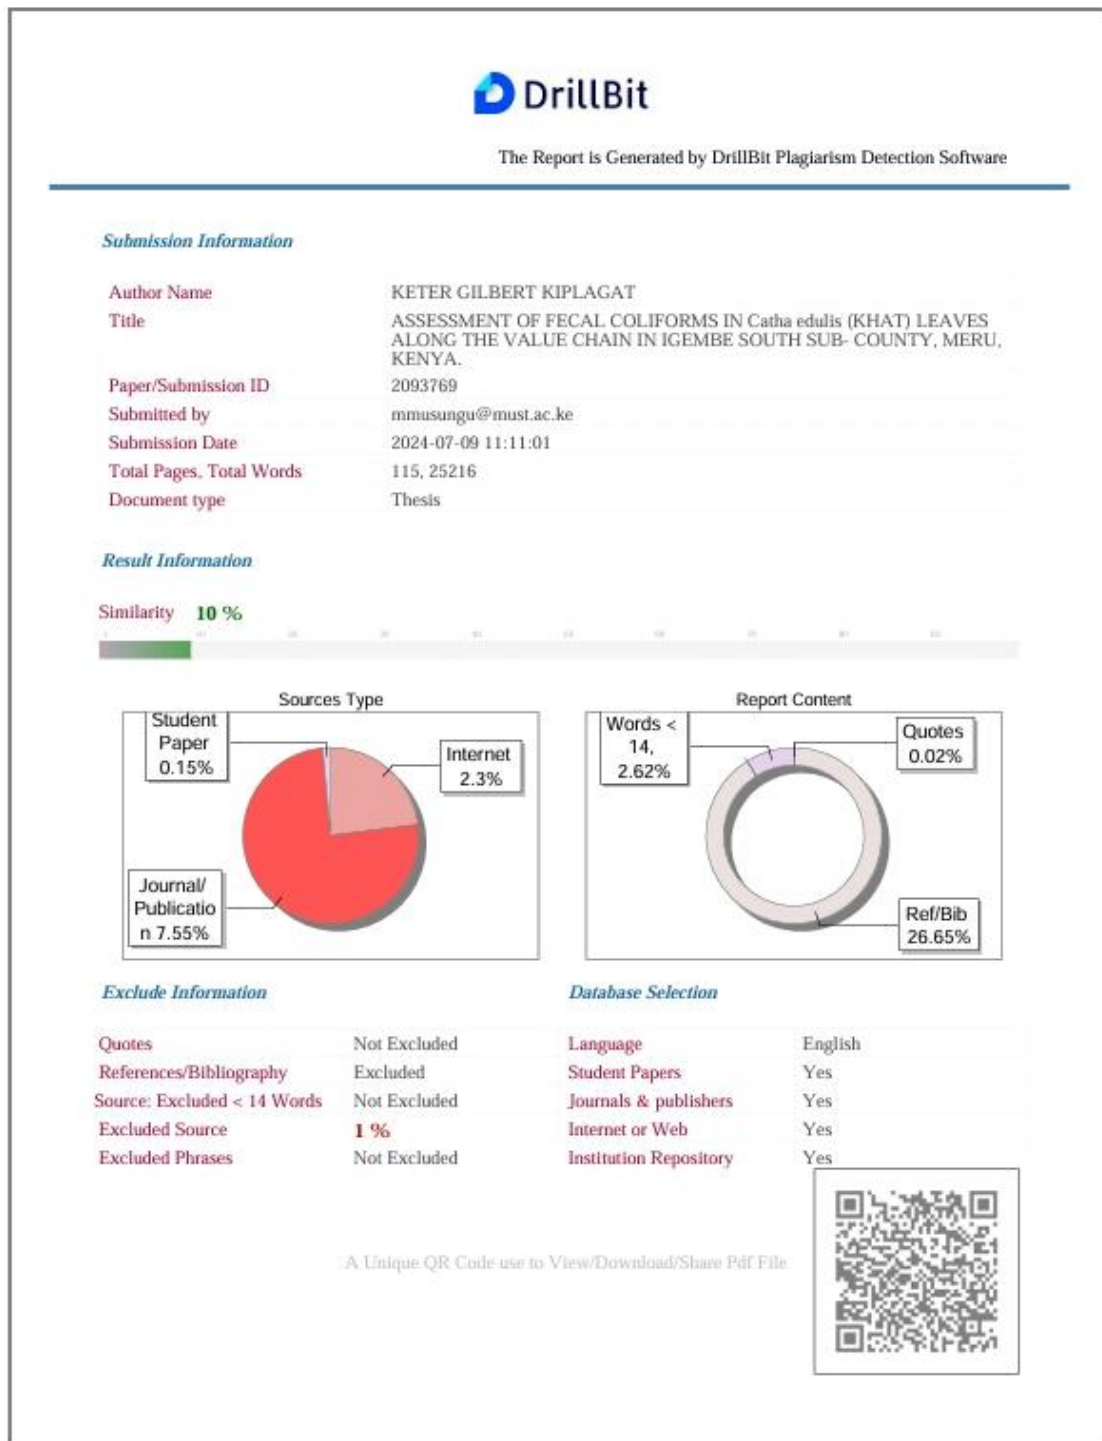 DrillBit
The Report is Generated by DrillBit Plagiarism Detection Software
Submission Information
Author Name KETER GILBERT KIPLAGAT
Title ASSESSMENT OF FECAL COLIFORMS IN Catha edulis (KHAT) LEAVES
ALONG THE VALUE CHAIN IN IGEMBE SOUTH SUB- COUNTY, MERU,
KENYA.
Paper/Submission ID 2093769
Submitted by mmusungu@must.ac.ke
Submission Date 2024-07-09 11:11:01
Total Pages, Total Words 115, 25216
Document type Thesis
Result Information
Similarity 10 %
Sources Type
Student
Paper
0.15%
Internet
2.3%
Journal/
Publicatio
n 7.55%
Report Content
Words <
14,
2.62%
Quotes
0.02%
Ref/Bib
26.65%
Exclude Information
Quotes Not Excluded
References/Bibliography Excluded
Source: Excluded < 14 Words Not Excluded
Excluded Source 1 %
Excluded Phrases Not Excluded
Database Selection
Language English
Student Papers Yes
Journals & publishers Yes
Internet or Web Yes
Institution Repository Yes
A Unique QR Code use to View/Download/Share Pdf File